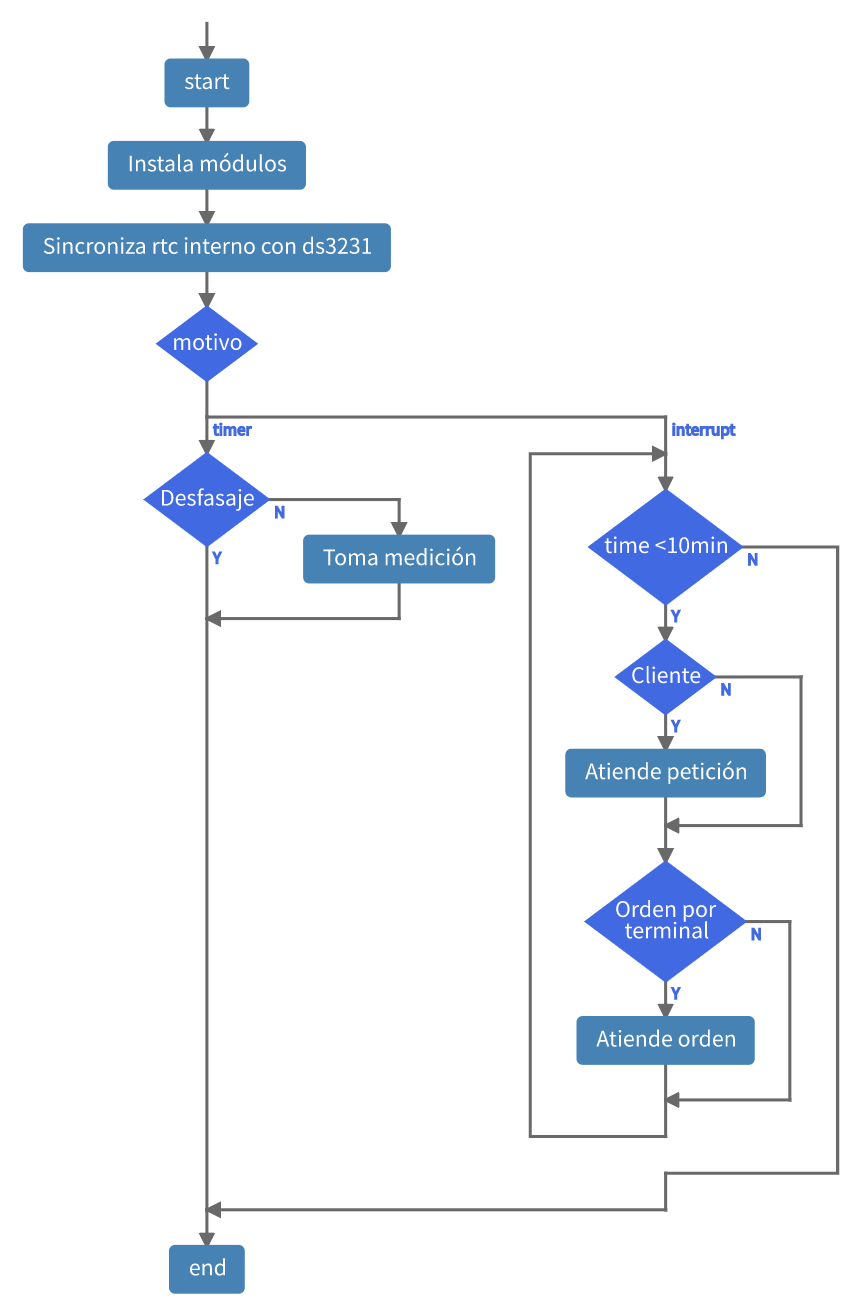 start
Instala módulos
Sincroniza rtc interno con ds3231
motivo
timer
interrupt
Desfasaje
N
Y
Toma medición
time <10min
N
Y
Cliente
N
Y
Atiende petición
Orden por
terminal
N
Y
Atiende orden
end